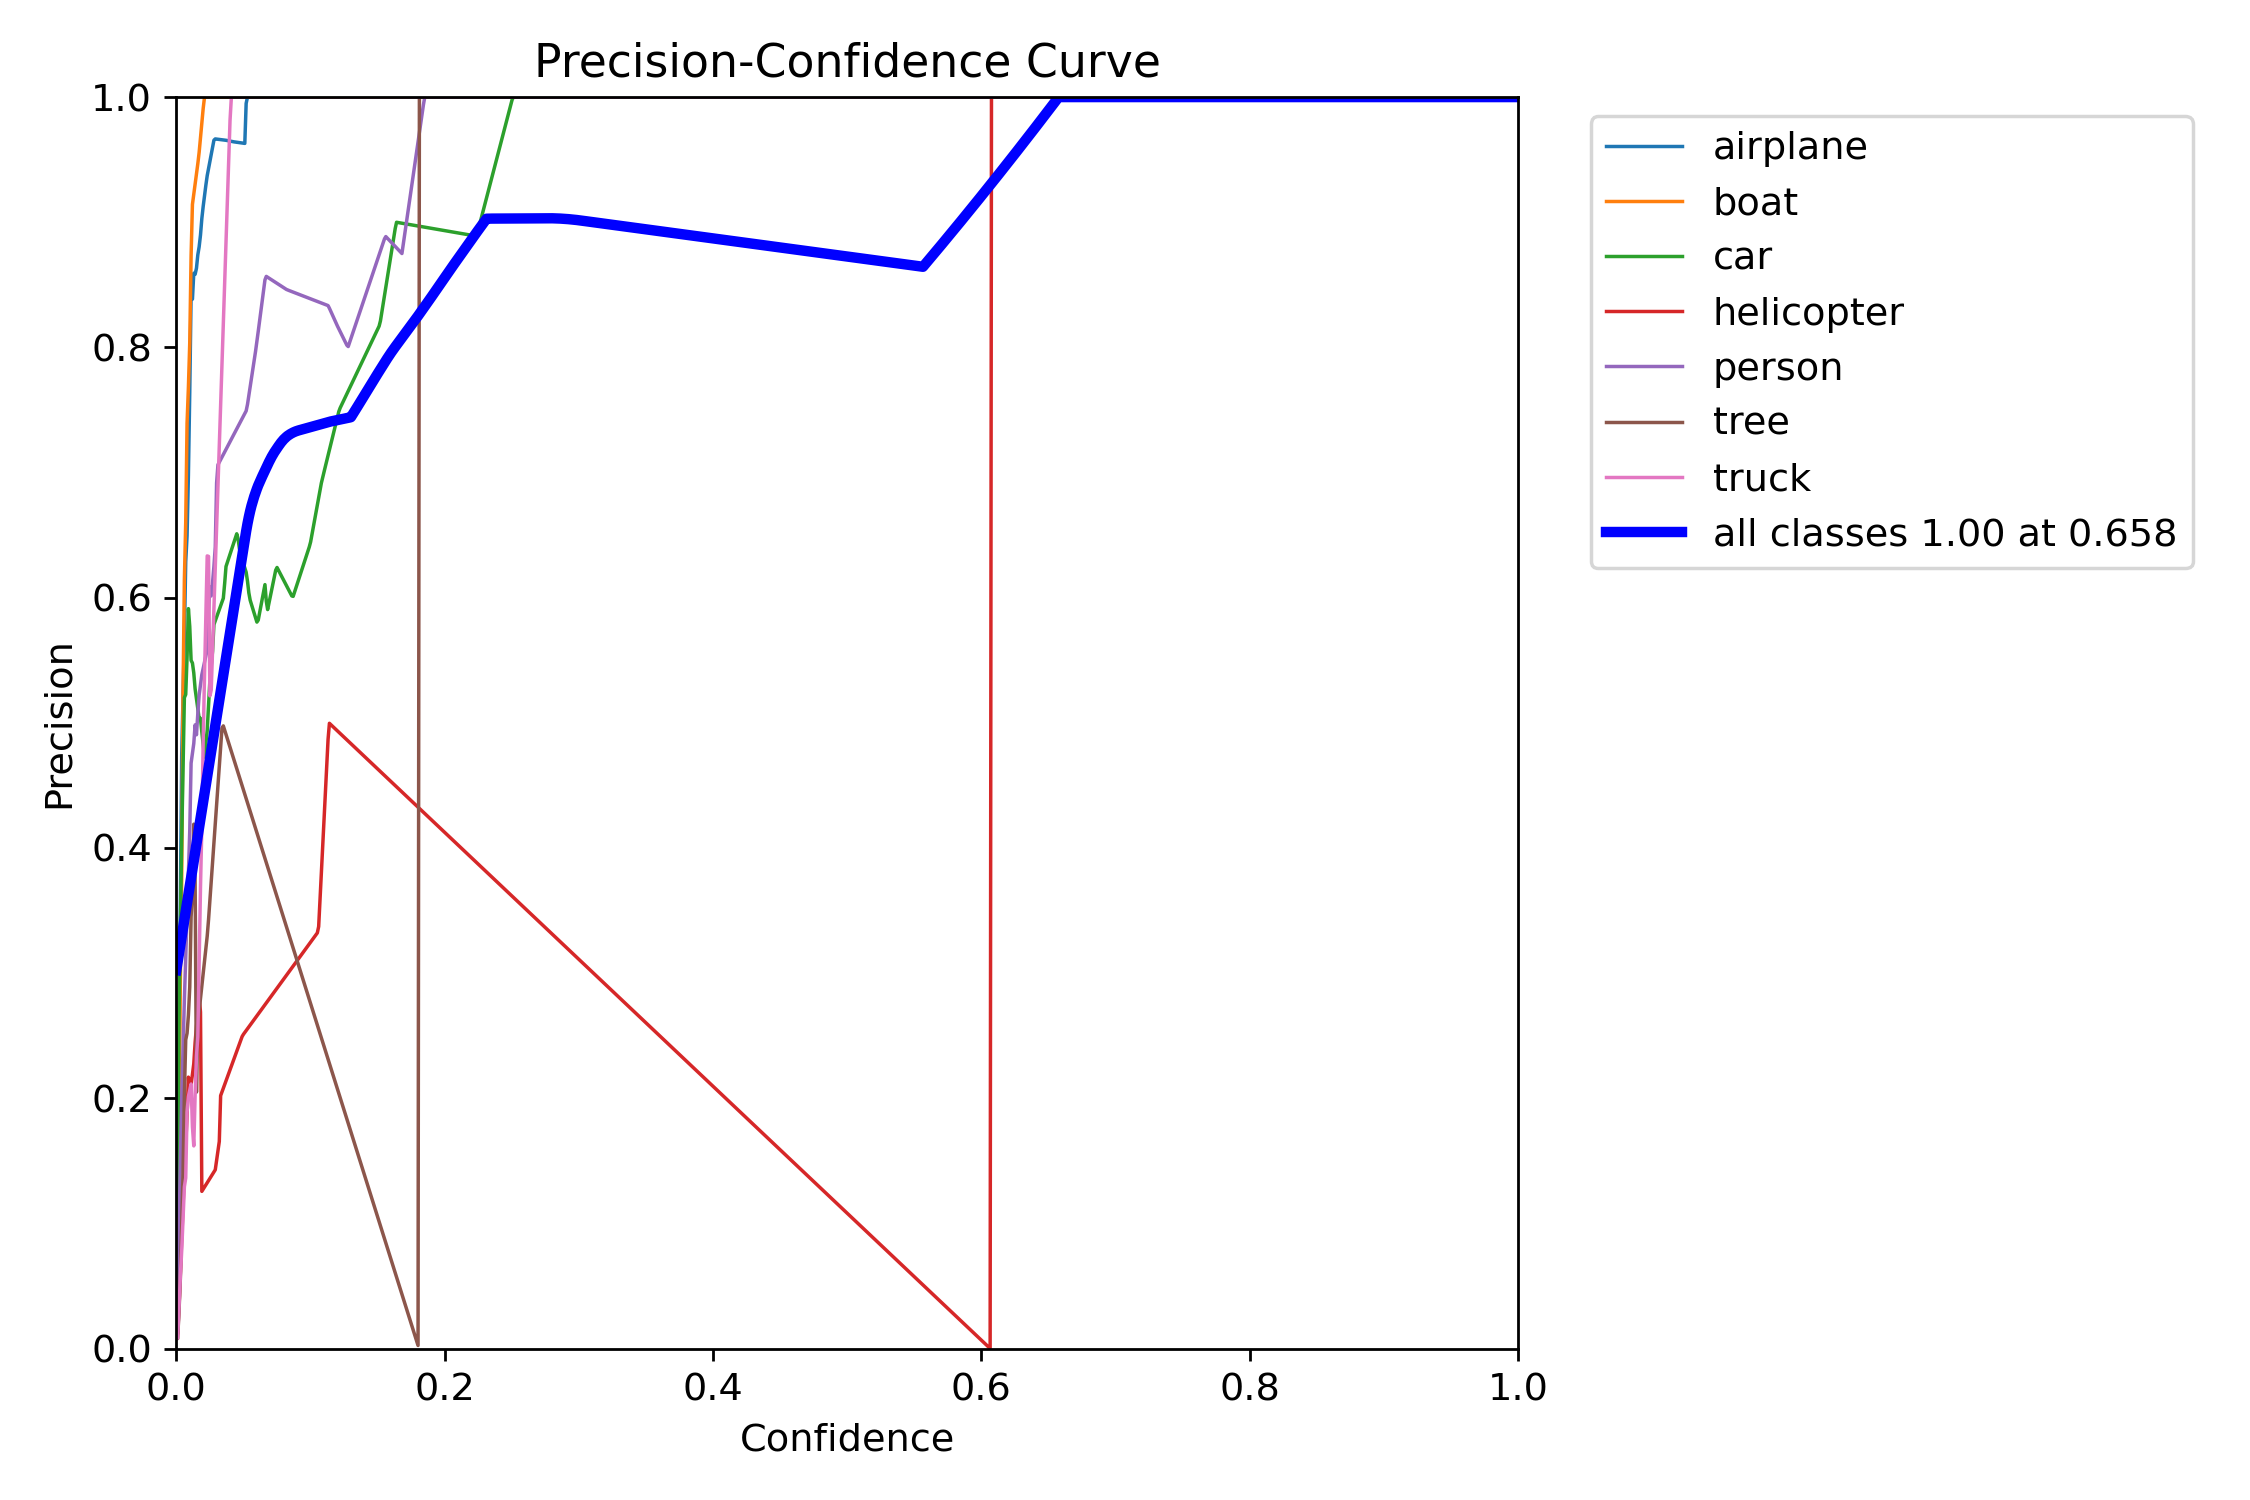 Precision-Confidence Curve
1.0
0.8
0.6
0.4
0.2
0.0
Precision
0.0 0.2 0.4 0.6 0.8 1.0
Confidence
airplane
boat
car
helicopter
person
tree
truck
all classes 1.00 at 0.658